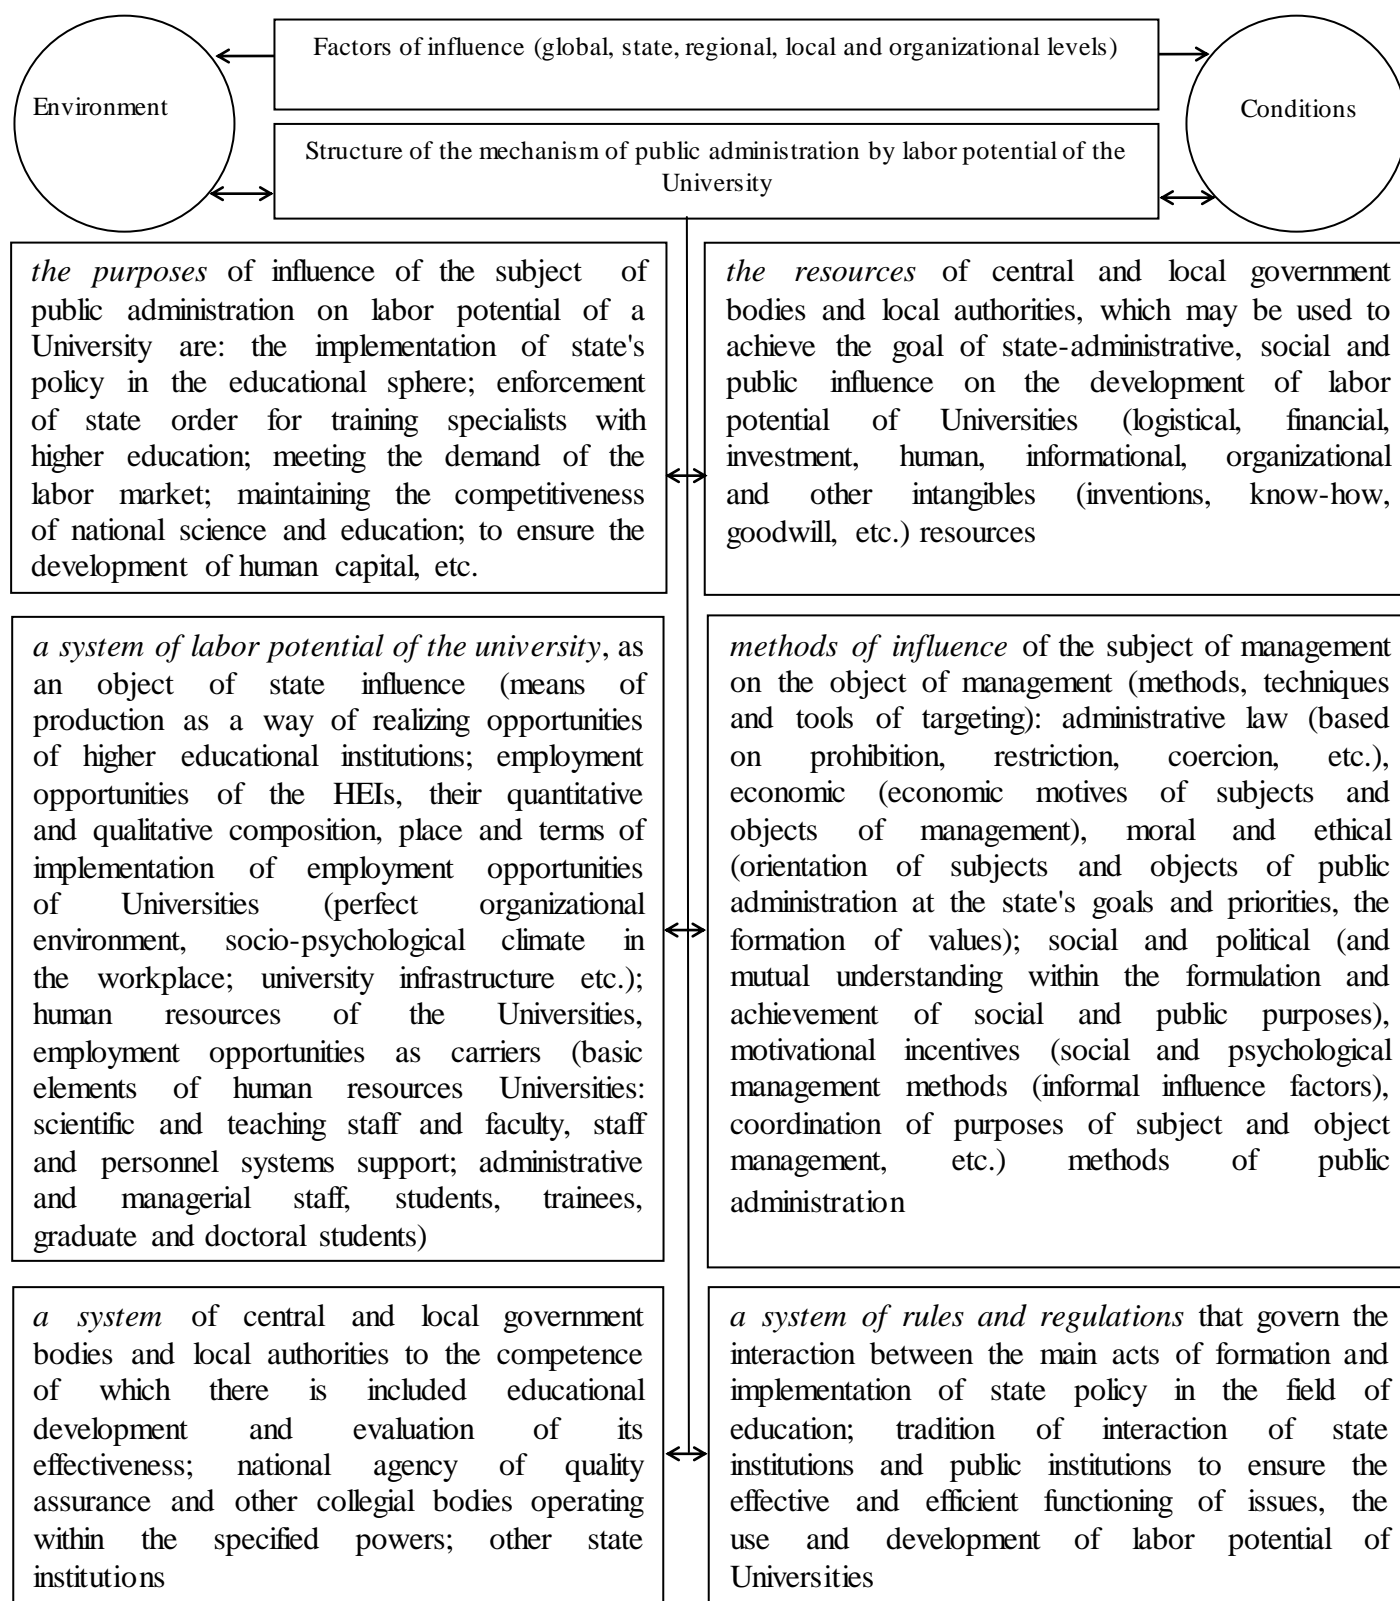 Factors of influence (global, state, regional, local and organizational levels)
Environment
Conditions
Structure of the mechanism of public administration by labor potential of the
University
the purposes of influence of the subject of
public administration on labor potential of a
University are: the implementation of state's
policy in the educational sphere; enforcement
of state order for training specialists with
higher education; meeting the demand of the
labor market; maintaining the competitiveness
of national science and education; to ensure the
development of human capital, etc.
the resources of central and local government
bodies and local authorities, which may be used to
achieve the goal of state-administrative, social and
public influence on the development of labor
potential of Universities (logistical, financial,
investment, human, informational, organizational
and other intangibles (inventions, know-how,
goodwill, etc.) resources
a system of labor potential of the university, as
an object of state influence (means of
production as a way of realizing opportunities
of higher educational institutions; employment
opportunities of the HEIs, their quantitative
and qualitative composition, place and terms of
implementation of employment opportunities
of Universities (perfect organizational
environment, socio-psychological climate in
the workplace; university infrastructure etc.);
human resources of the Universities,
employment opportunities as carriers (basic
elements of human resources Universities:
scientific and teaching staff and faculty, staff
and personnel systems support; administrative
and managerial staff, students, trainees,
graduate and doctoral students)
methods of influence of the subject of management
on the object of management (methods, techniques
and tools of targeting): administrative law (based
on prohibition, restriction, coercion, etc.),
economic (economic motives of subjects and
objects of management), moral and ethical
(orientation of subjects and objects of public
administration at the state's goals and priorities, the
formation of values); social and political (and
mutual understanding within the formulation and
achievement of social and public purposes),
motivational incentives (social and psychological
management methods (informal influence factors),
coordination of purposes of subject and object
management, etc.) methods of public
administration
a system of central and local government
bodies and local authorities to the competence
of which there is included educational
development and evaluation of its
effectiveness; national agency of quality
assurance and other collegial bodies operating
within the specified powers; other state
institutions
a system of rules and regulations that govern the
interaction between the main acts of formation and
implementation of state policy in the field of
education; tradition of interaction of state
institutions and public institutions to ensure the
effective and efficient functioning of issues, the
use and development of labor potential of
Universities